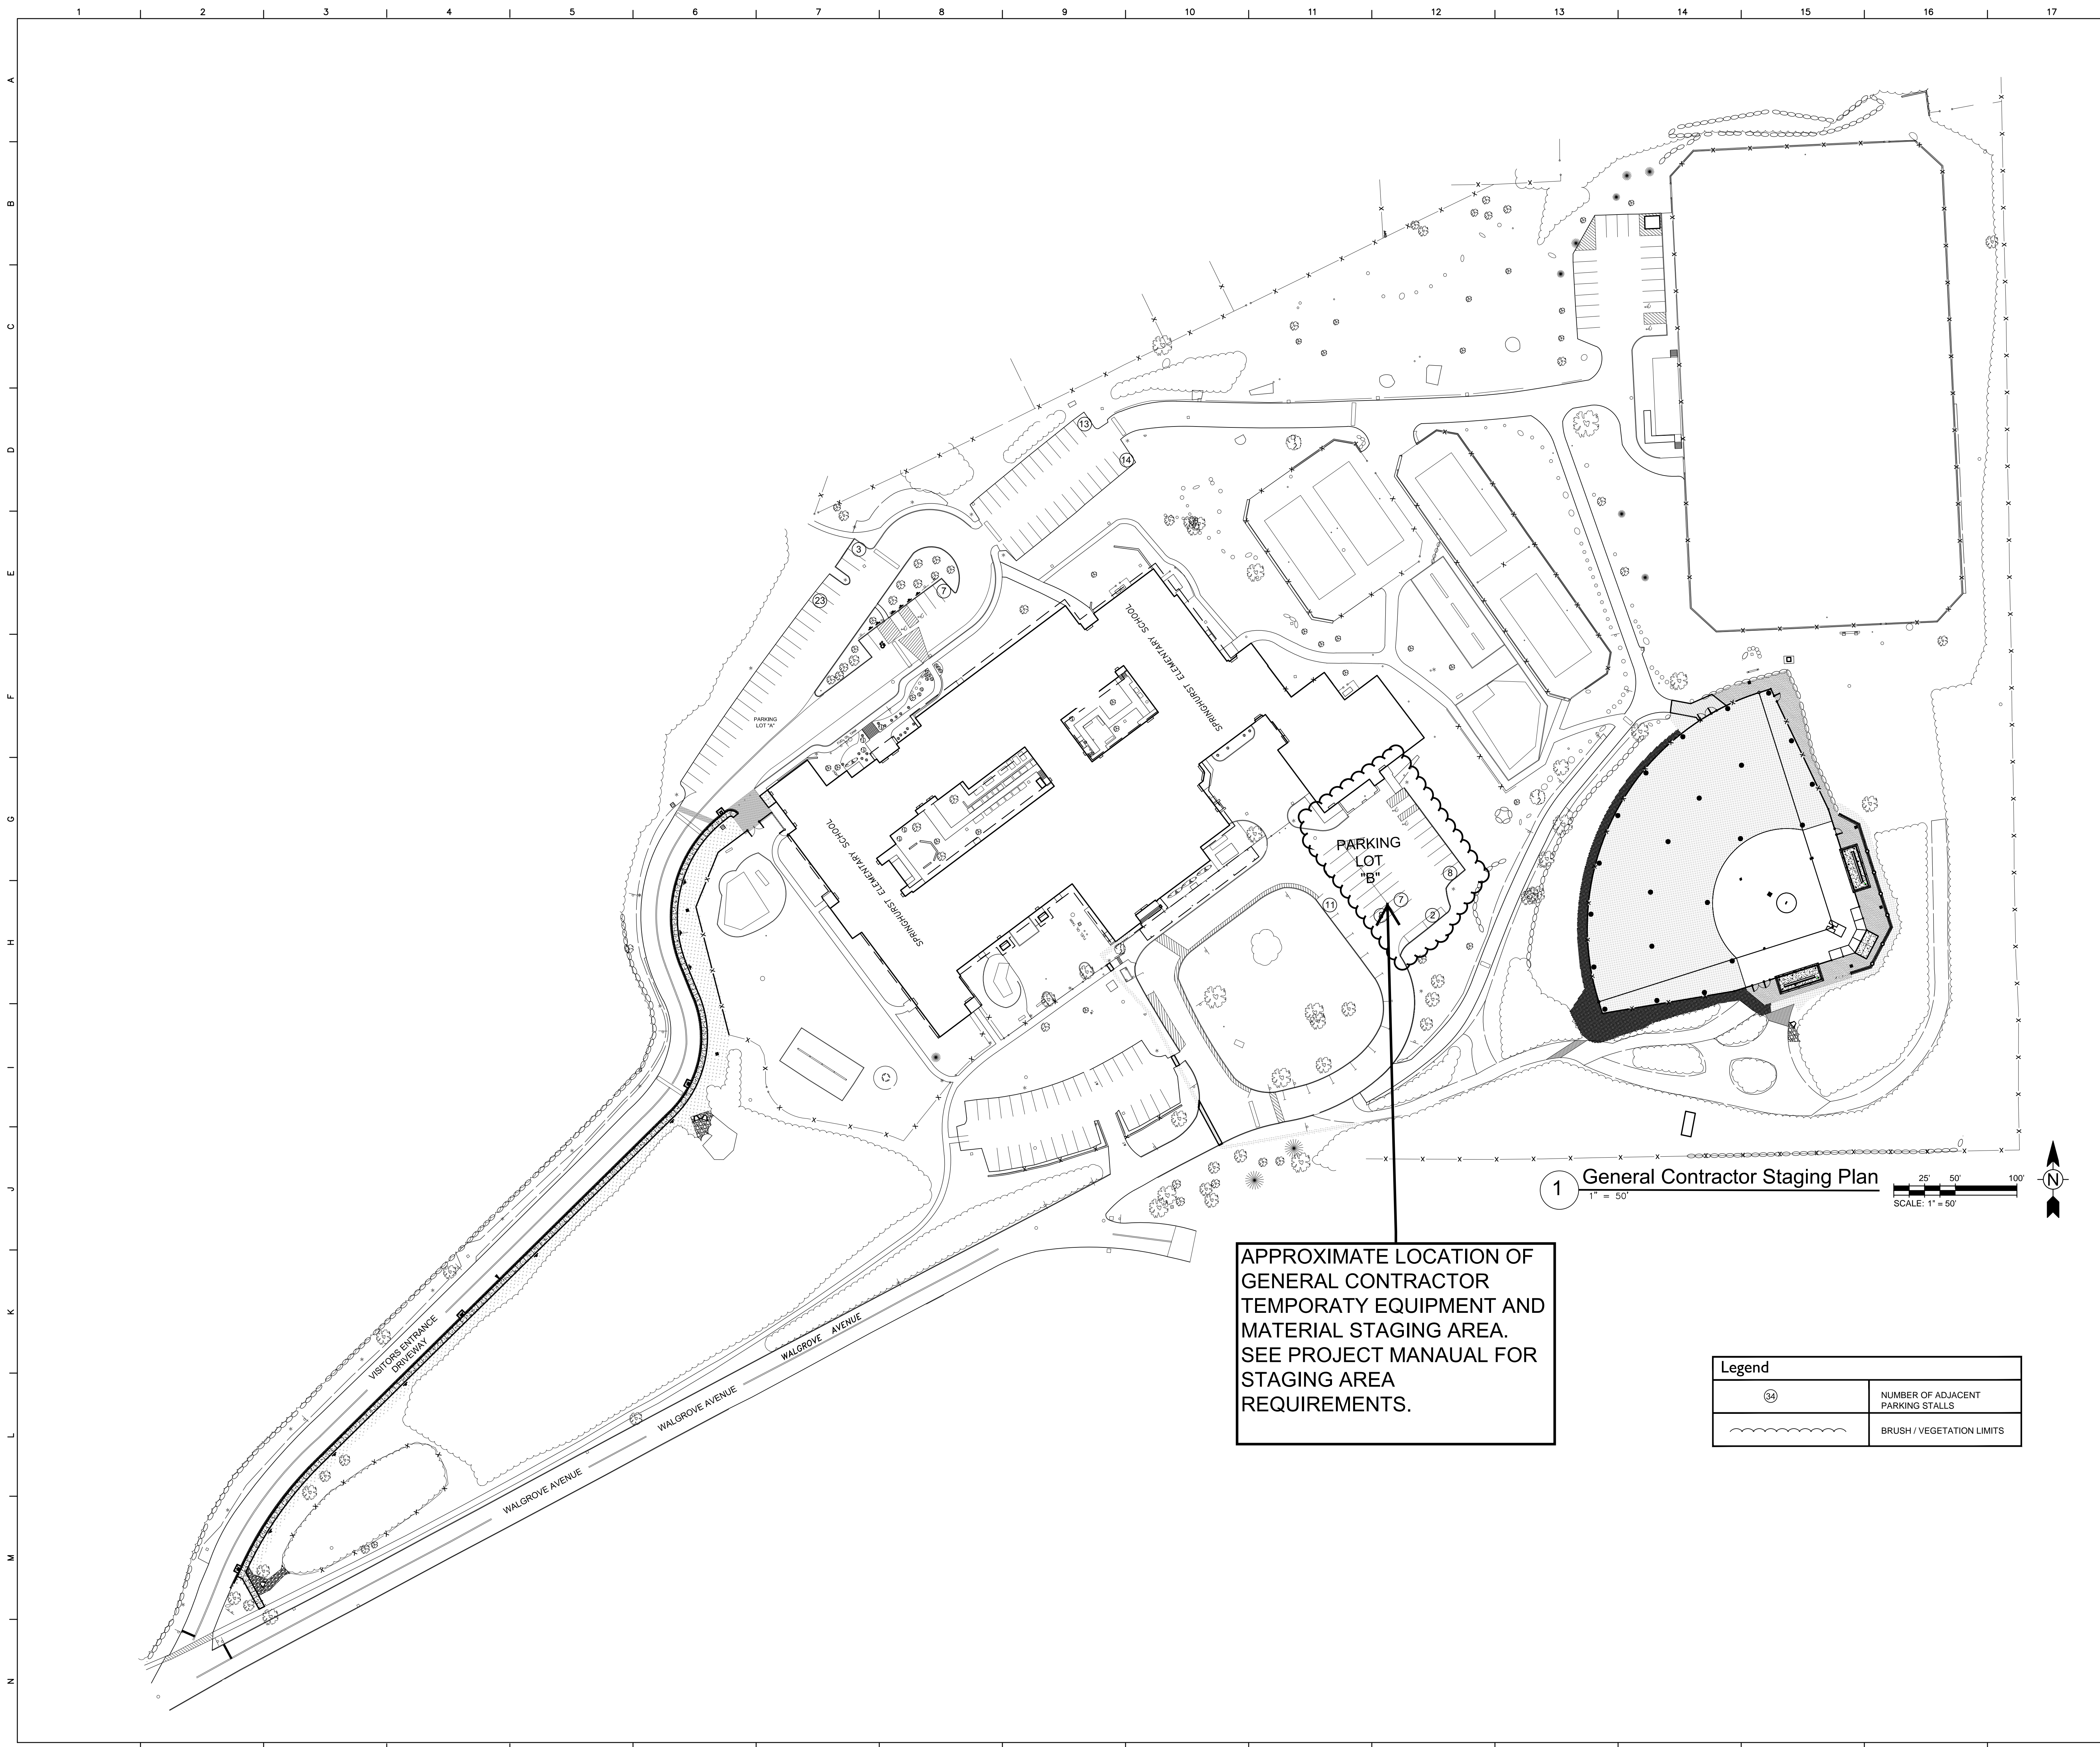 1 2 3 4 5 6 7 8 9 10 11 12 13 14 15 16 17
A
B
C
D
E
F
G
H
I
J
K
L
M
N
13
14
3
23
7
PARKING
LOT "A"
SPRINGHURST ELEMENTARY SCHOOL
SPRINGHURST ELEMENTARY SCHOOL
PARKING
LOT
"B"
8
7
2
11
VISITORS ENTRANCE
DRIVEWAY
WALGROVE AVENUE
WALGROVE AVENUE
WALGROVE AVENUE
1
General Contractor Staging Plan
1" = 50'
25' 50' 100'
SCALE: 1" = 50'
N
APPROXIMATE LOCATION OF
GENERAL CONTRACTOR
TEMPORATY EQUIPMENT AND
MATERIAL STAGING AREA.
SEE PROJECT MANAUAL FOR
STAGING AREA
REQUIREMENTS.
Legend
34
NUMBER OF ADJACENT
PARKING STALLS
BRUSH / VEGETATION LIMITS